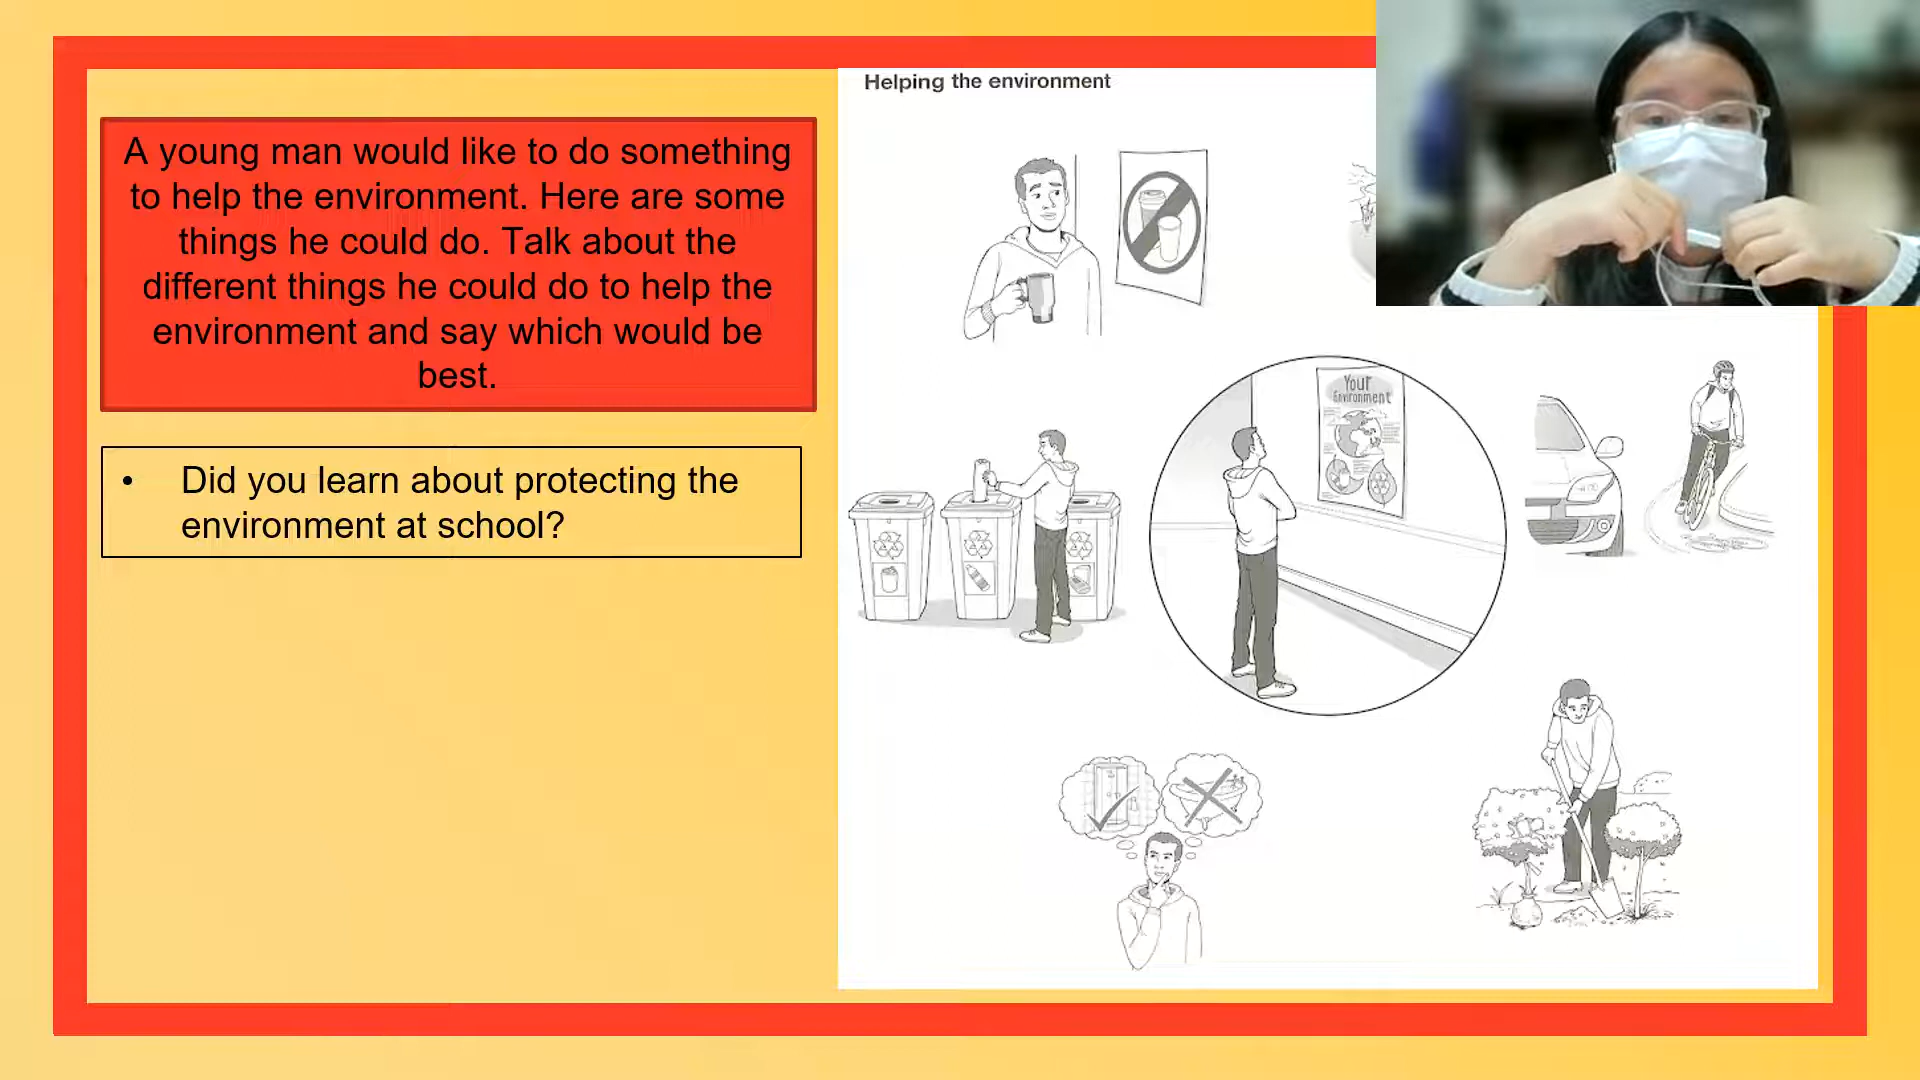 Helping the environment
A young man would like to do something
to help the environment. Here are some
things he could do. Talk about the
different things he could do to help the
environment and say which would be
best.
• Did you learn about protecting the
environment at school?
Your
Environment